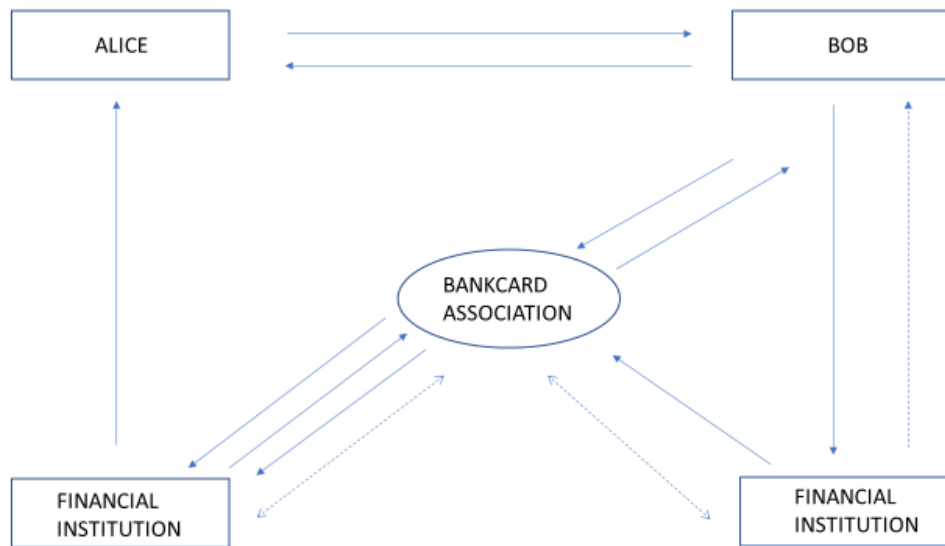 ALICE
BOB
BANKCARD
ASSOCIATION
FINANCIAL
INSTITUTION
FINANCIAL
INSTITUTION